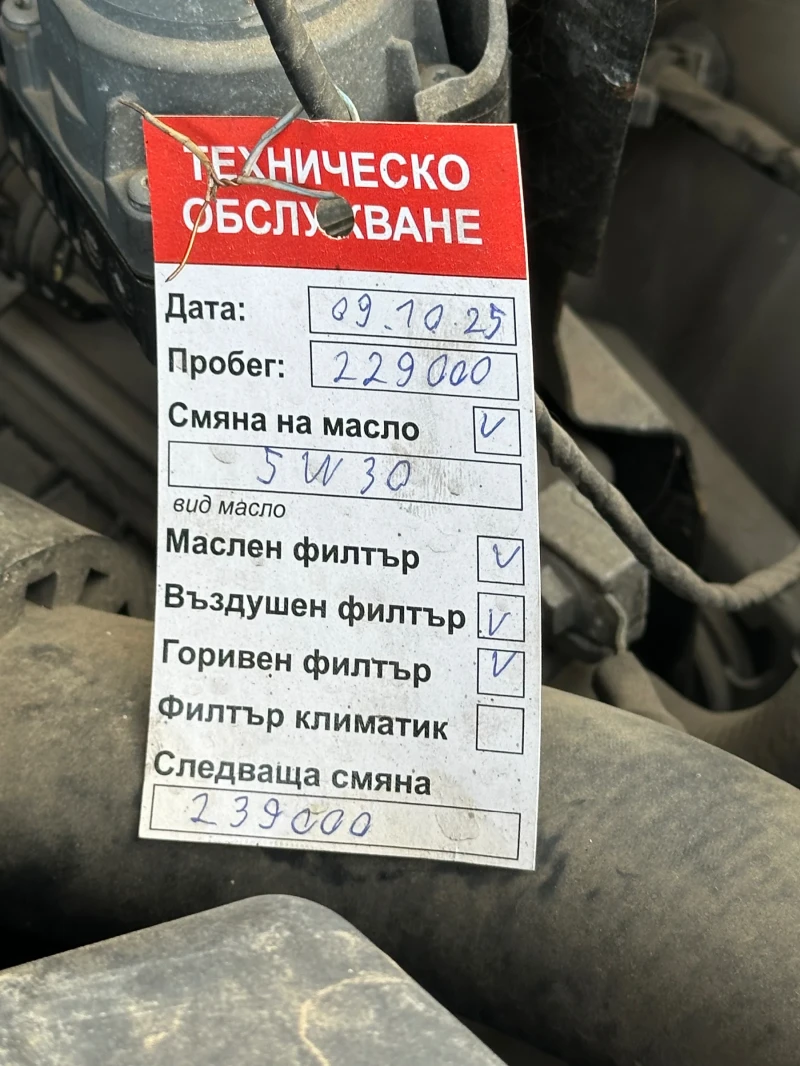 ТЕХНИЧЕСКО
ОБСЛУЖВАНЕ
Дата: 09.10.25
Пробег: 229000
Смяна на масло V
5W30
вид масло
Маслен филтър V
Въздушен филтър V
Горивен филтър V
Филтър климатик
Следваща смяна
239000